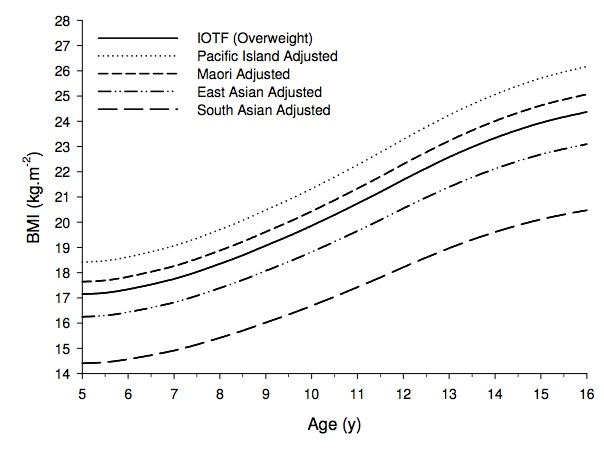 28
27
26
25
24
23
22
21
20
19
18
17
16
15
14
BMI (kg.m-2)
IOTF (Overweight)
Pacific Island Adjusted
Maori Adjusted
East Asian Adjusted
South Asian Adjusted
5 6 7 8 9 10 11 12 13 14 15 16
Age (y)